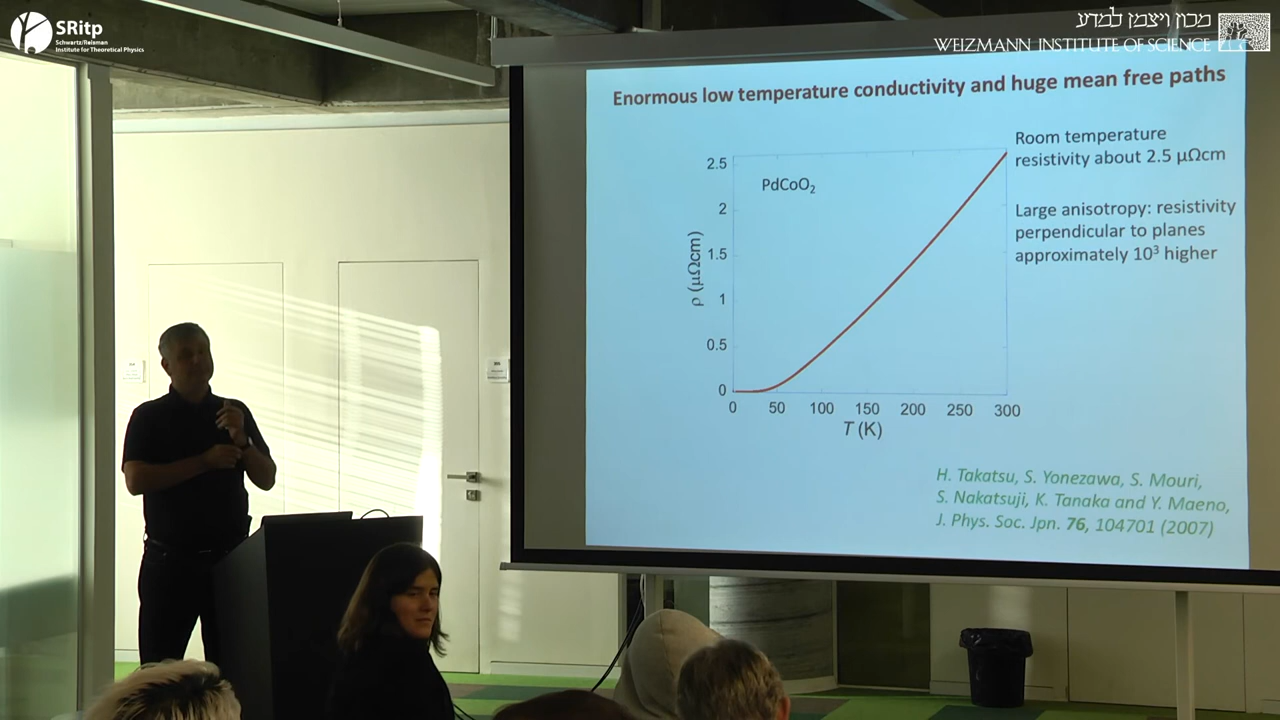 SRitp
Schwartz/Reisman
Institute for Theoretical Physics
מכון ויצמן למדע
WEIZMANN INSTITUTE OF SCIENCE
Enormous low temperature conductivity and huge mean free paths
Room temperature
resistivity about 2.5 μΩcm
Large anisotropy: resistivity
perpendicular to planes
approximately 10³ higher
PdCoO₂
ρ (μΩcm)
2.5
2
1.5
1
0.5
0
0 50 100 150 200 250 300
T (K)
H. Takatsu, S. Yonezawa, S. Mouri,
S. Nakatsuji, K. Tanaka and Y. Maeno,
J. Phys. Soc. Jpn. 76, 104701 (2007)